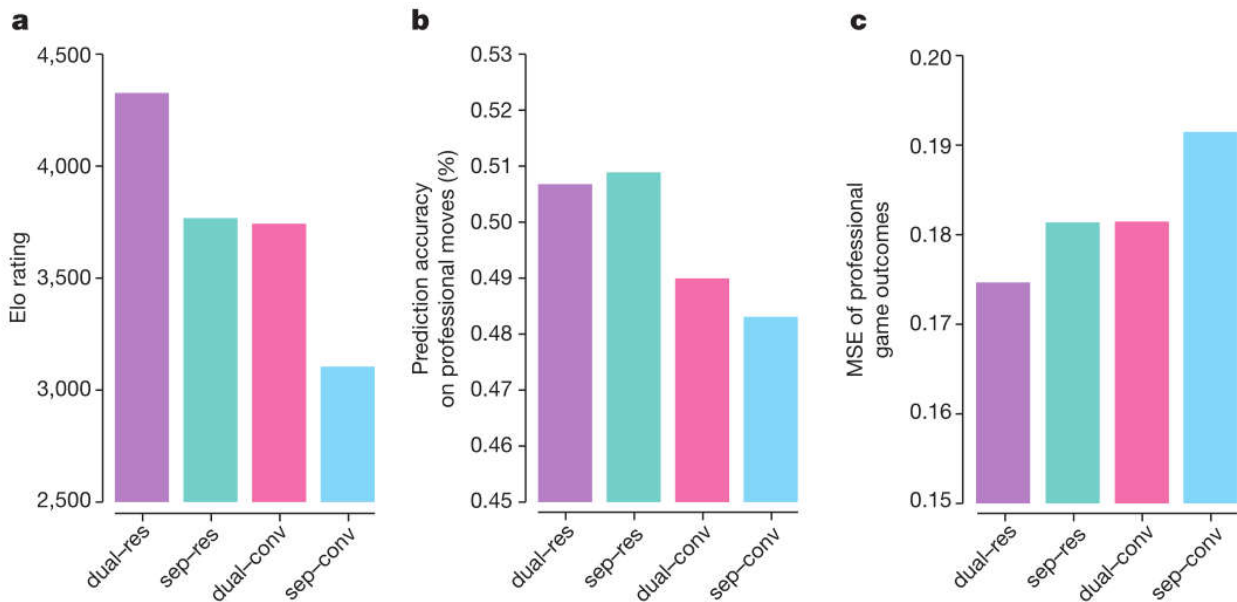 a
4,500
4,000
3,500
3,000
2,500
Elo rating
dual–res
sep–res
dual–conv
sep–conv
b
0.53
0.52
0.51
0.50
0.49
0.48
0.47
0.46
0.45
Prediction accuracy
on professional moves (%)
dual–res
sep–res
dual–conv
sep–conv
c
0.20
0.19
0.18
0.17
0.16
0.15
MSE of professional
game outcomes
dual–res
sep–res
dual–conv
sep–conv